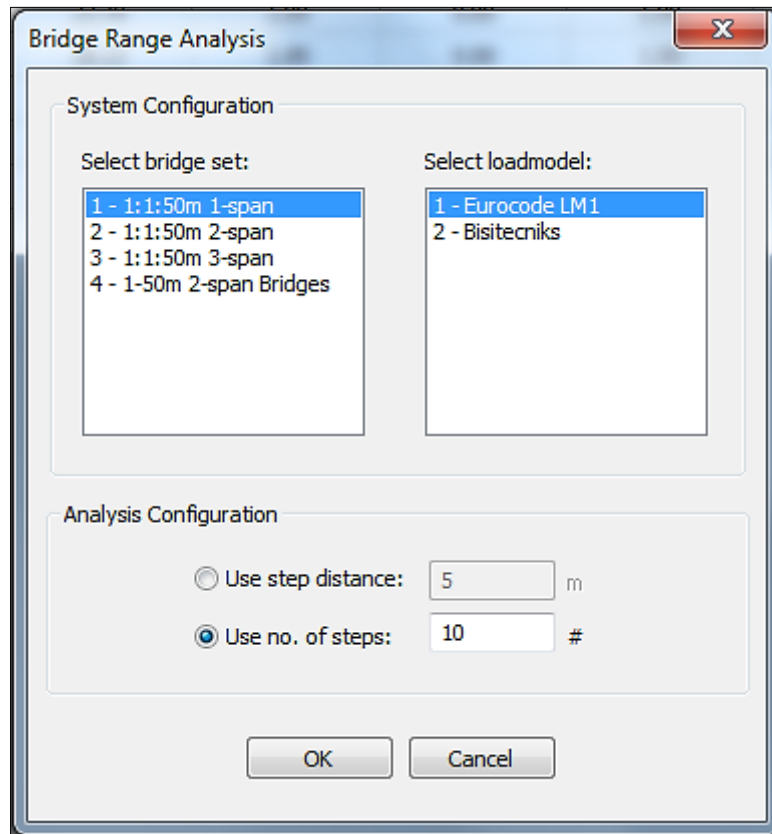 Bridge Range Analysis
System Configuration
Select bridge set:
Select loadmodel:
1 - 1:1:50m 1-span
2 - 1:1:50m 2-span
3 - 1:1:50m 3-span
4 - 1-50m 2-span Bridges
1 - Eurocode LM1
2 - Bisitecniks
Analysis Configuration
Use step distance: 5 m
Use no. of steps: 10 #
OK Cancel